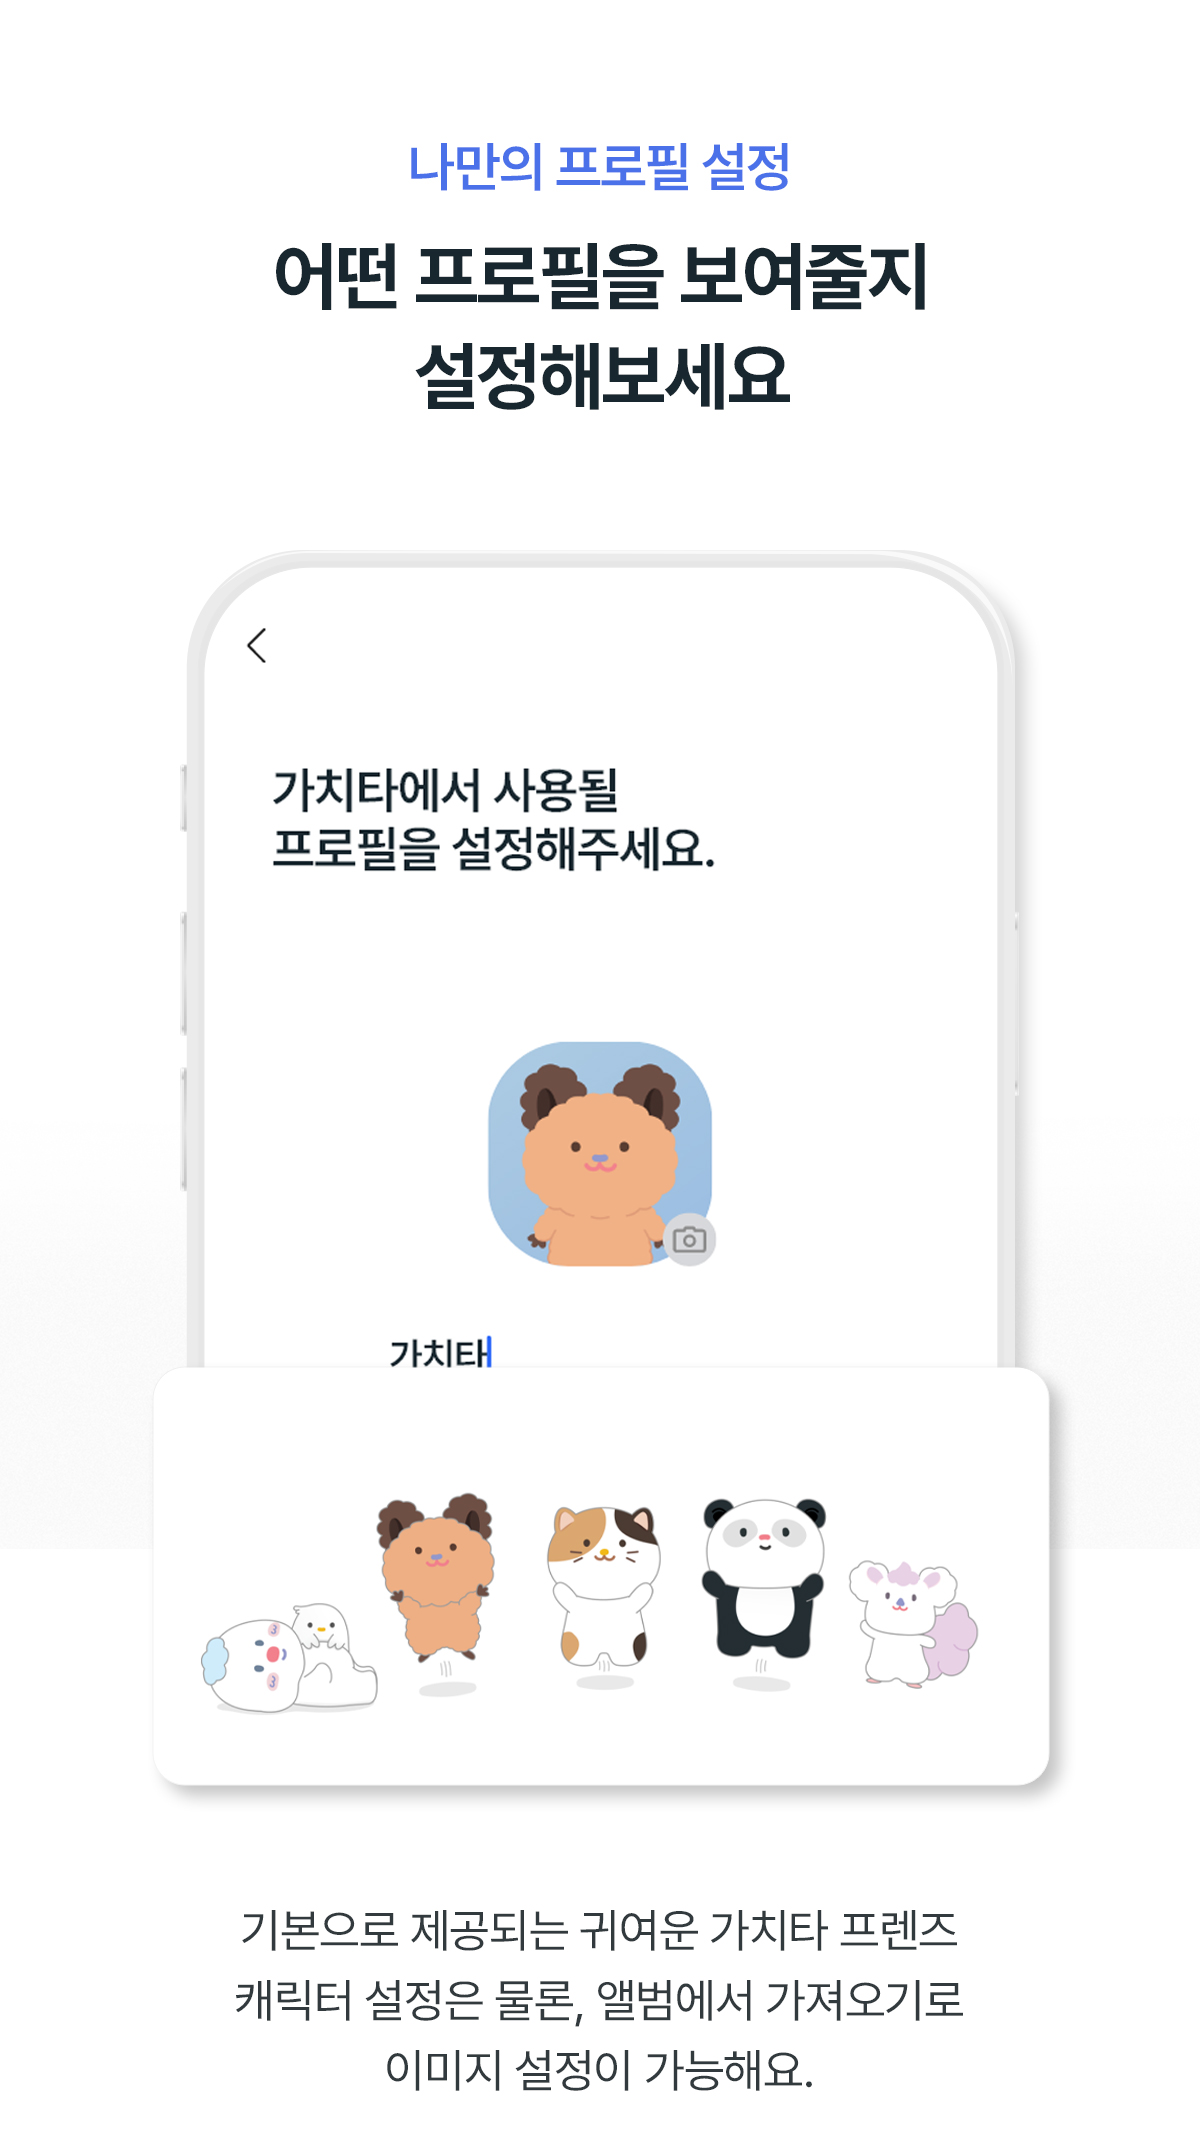 나만의 프로필 설정
어떤 프로필을 보여줄지
설정해보세요
가치타에서 사용될
프로필을 설정해주세요.
가치타
기본으로 제공되는 귀여운 가치타 프렌즈
캐릭터 설정은 물론, 앨범에서 가져오기로
이미지 설정이 가능해요.